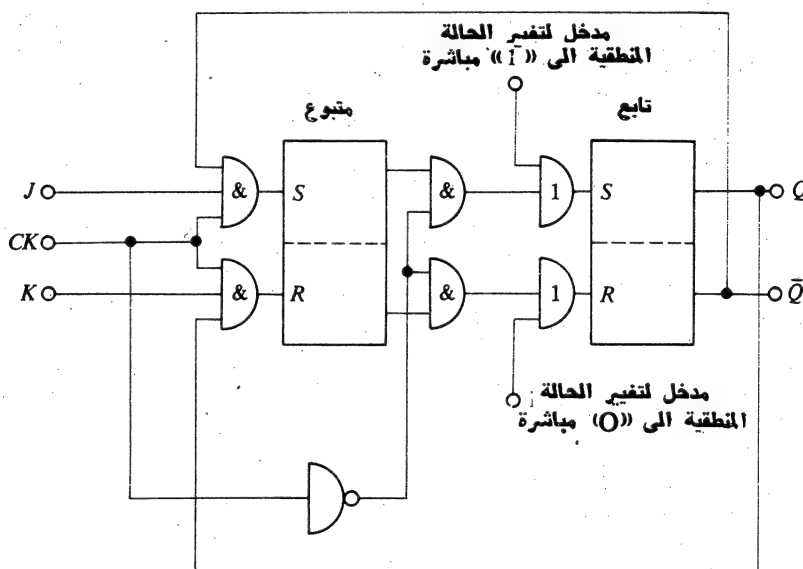 مدخل لتغيير الحالة
المنطقية الى ((1)) مباشرة
متبوع
تابع
J
&
S
&
1
S
Q
CK
K
&
R
&
1
R
Q̄
مدخل لتغيير الحالة
المنطقية الى ((O)) مباشرة